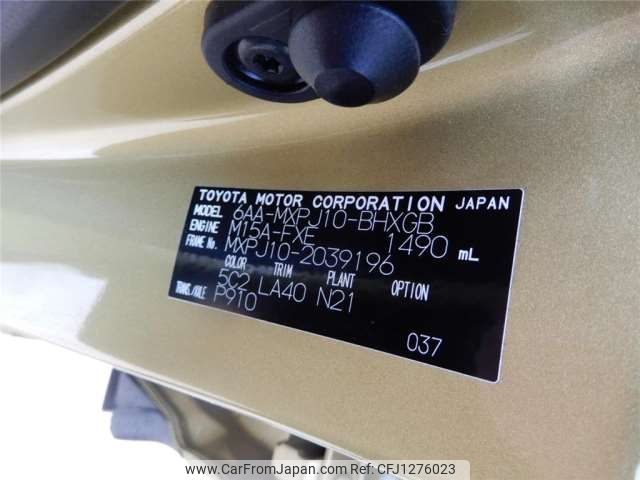 TOYOTA MOTOR CORPORATION JAPAN
MODEL 6AA-MXPJ10-BHXGB
ENGINE M15A-FXE 1490 mL
FRAME No. MXPJ10-2039196
COLOR TRIM PLANT OPTION
5C2 LA40 N21
TRANS./AXLE P910
037
www.CarFromJapan.com | ID:CFJ1276023